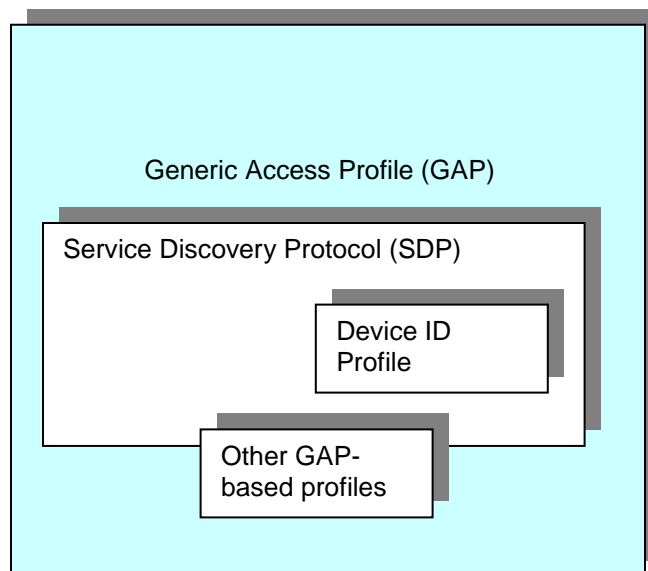 Generic Access Profile (GAP)
Service Discovery Protocol (SDP)
Device ID
Profile
Other GAP-
based profiles